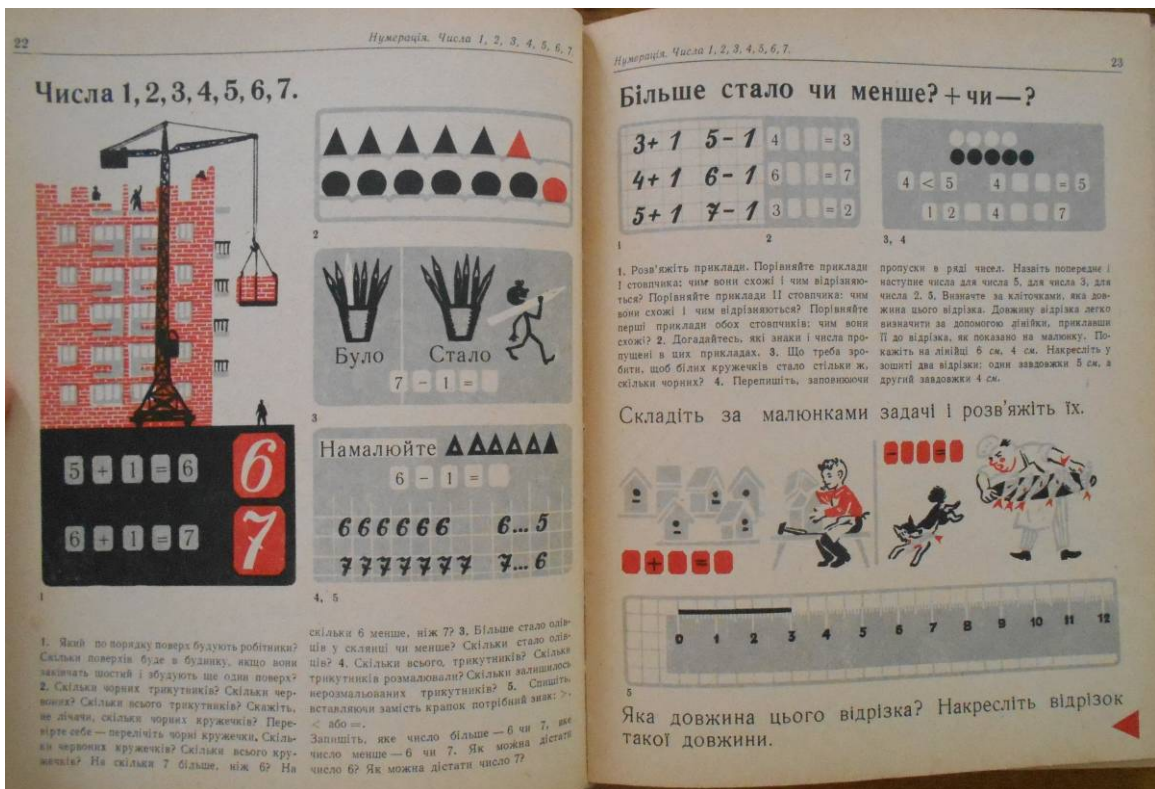 22
Нумерація. Числа 1, 2, 3, 4, 5, 6, 7.
Числа 1, 2, 3, 4, 5, 6, 7.
5 + 1 = 6
6
6 + 1 = 7
7
1
2
Було Стало
7 - 1 =
3
Намалюйте
6 - 1 =
6 6 6 6 6 6 6... 5
7 7 7 7 7 7 7 7... 6
4, 5
1. Який по порядку поверх будують робітники?
Скільки поверхів буде в будинку, якщо вони
закінчать шостий і збудують ще один поверх?
2. Скільки чорних трикутників? Скільки чер-
воних? Скільки всього трикутників? Скажіть,
не лічачи, скільки чорних кружечків? Пере-
вірте себе — перелічіть чорні кружечки. Скіль-
ки червоних кружечків? Скільки всього кру-
жечків? На скільки 7 більше, ніж 6? На
скільки 6 менше, ніж 7? 3. Більше стало олів-
ців у склянці чи менше? Скільки стало олів-
ців? 4. Скільки всього, трикутників? Скільки
трикутників розмалювали? Скільки залишилось
нерозмальованих трикутників? 5. Спишіть,
вставляючи замість крапок потрібний знак: >,
< або =.
Запишіть, яке число більше — 6 чи 7, яке
число менше — 6 чи 7. Як можна дістати
число 6? Як можна дістати число 7?
Нумерація. Числа 1, 2, 3, 4, 5, 6, 7.
23
Більше стало чи менше? + чи — ?
3+ 1 5- 1
4+ 1 6- 1
5+ 1 7- 1
1
4 = 3
6 = 7
3 = 2
2
4 < 5 4 = 5
1 2 4 7
3, 4
1. Розв'яжіть приклади. Порівняйте приклади
I стовпчика: чим вони схожі і чим відрізняю-
ться? Порівняйте приклади II стовпчика: чим
вони схожі і чим відрізняються? Порівняйте
перші приклади обох стовпчиків: чим вони
схожі? 2. Догадайтесь, які знаки і числа про-
пущені в цих прикладах. 3. Що треба зро-
бити, щоб білих кружечків стало стільки ж,
скільки чорних? 4. Перепишіть, заповнюючи
пропуски в ряді чисел. Назвіть попереднє і
наступне числа для числа 5, для числа 3, для
числа 2. 5. Визначте за кліточками, яка дов-
жина цього відрізка. Довжину відрізка легко
визначити за допомогою лінійки, приклавши
її до відрізка, як показано на малюнку. По-
кажіть на лінійці 6 см, 4 см. Накресліть у
зошиті два відрізки: один завдовжки 5 см, а
другий завдовжки 4 см.
Складіть за малюнками задачі і розв'яжіть їх.
- =
+ =
0 1 2 3 4 5 6 7 8 9 10 11 12
5
Яка довжина цього відрізка? Накресліть відрізок
такої довжини.